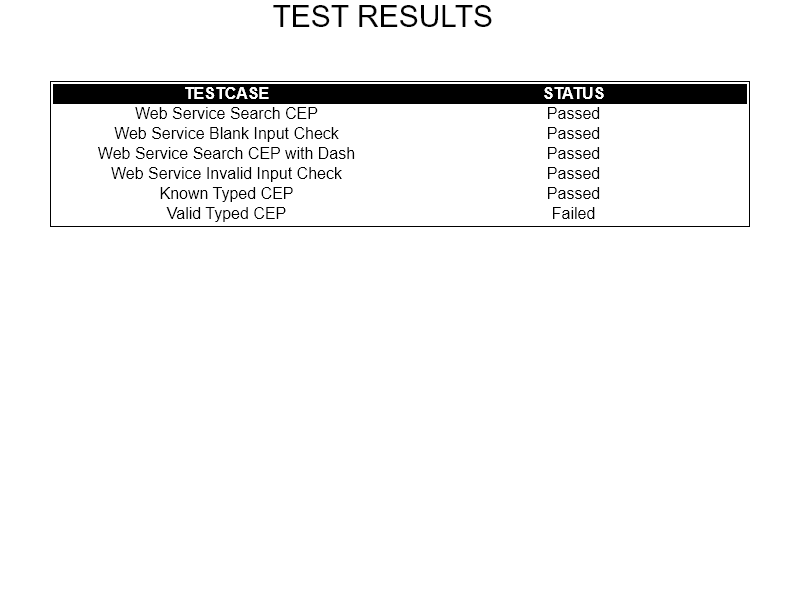 TEST RESULTS
TESTCASE STATUS
Web Service Search CEP Passed
Web Service Blank Input Check Passed
Web Service Search CEP with Dash Passed
Web Service Invalid Input Check Passed
Known Typed CEP Passed
Valid Typed CEP Failed